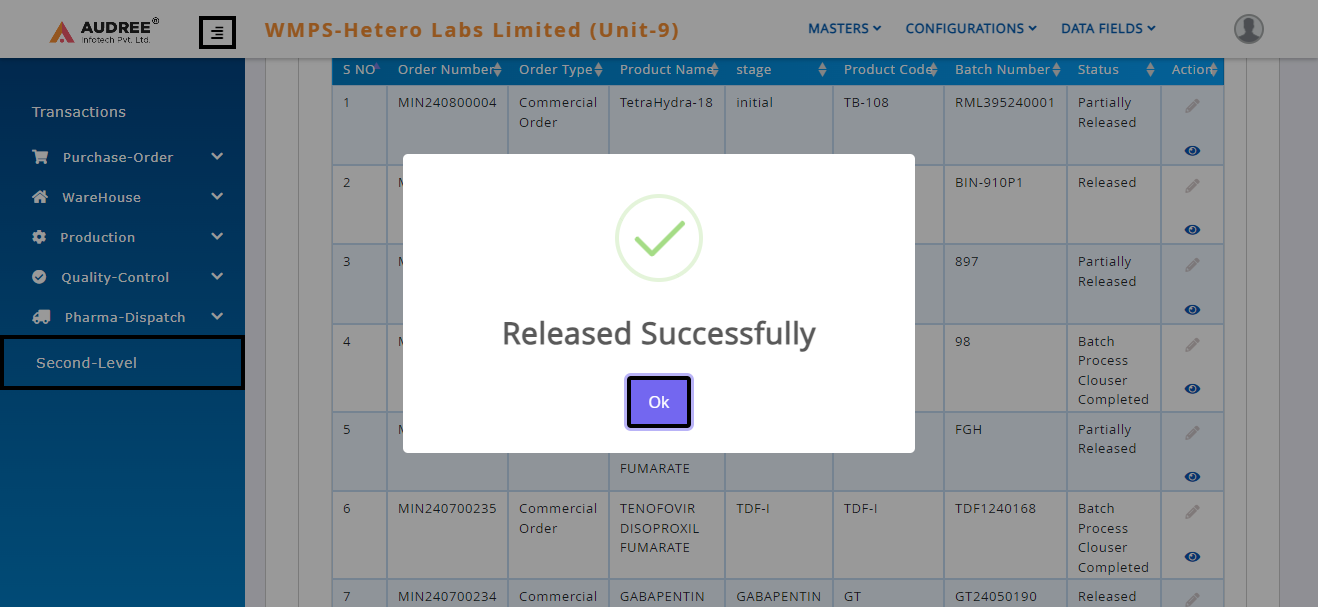 AUDREE®
Infotech Pvt. Ltd.
WMPS-Hetero Labs Limited (Unit-9)
MASTERS CONFIGURATIONS DATA FIELDS
Transactions
Purchase-Order
WareHouse
Production
Quality-Control
Pharma-Dispatch
Second-Level
S NO Order Number Order Type Product Name stage Product Code Batch Number Status Action
1 MIN240800004 Commercial TetraHydra-18 initial TB-108 RML395240001 Partially
Order Released
2 BIN-910P1 Released
3 897 Partially
Released
4 98 Batch
Process
Clouser
Completed
5 FGH Partially
Released
FUMARATE
Released Successfully
Ok
6 MIN240700235 Commercial TENOFOVIR TDF-I TDF-I TDF1240168 Batch
Order DISOPROXIL Process
FUMARATE Clouser
Completed
7 MIN240700234 Commercial GABAPENTIN GABAPENTIN GT GT24050190 Released